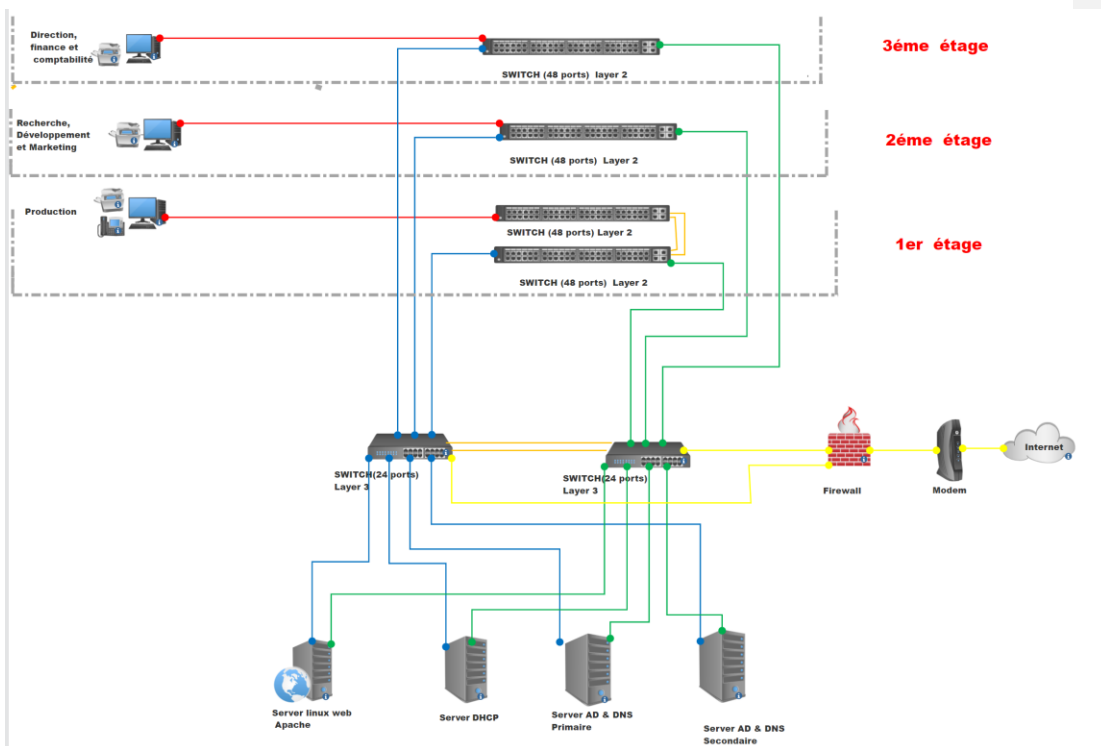 Direction,
finance et
comptabilité
SWITCH (48 ports) layer 2
3éme étage
Recherche,
Développement
et Marketing
SWITCH (48 ports) Layer 2
2éme étage
Production
SWITCH (48 ports) Layer 2
1er étage
SWITCH (48 ports) Layer 2
SWITCH(24 ports)
Layer 3
SWITCH(24 ports)
Layer 3
Firewall
Modem
Internet
Server linux web
Apache
Server DHCP
Server AD & DNS
Primaire
Server AD & DNS
Secondaire